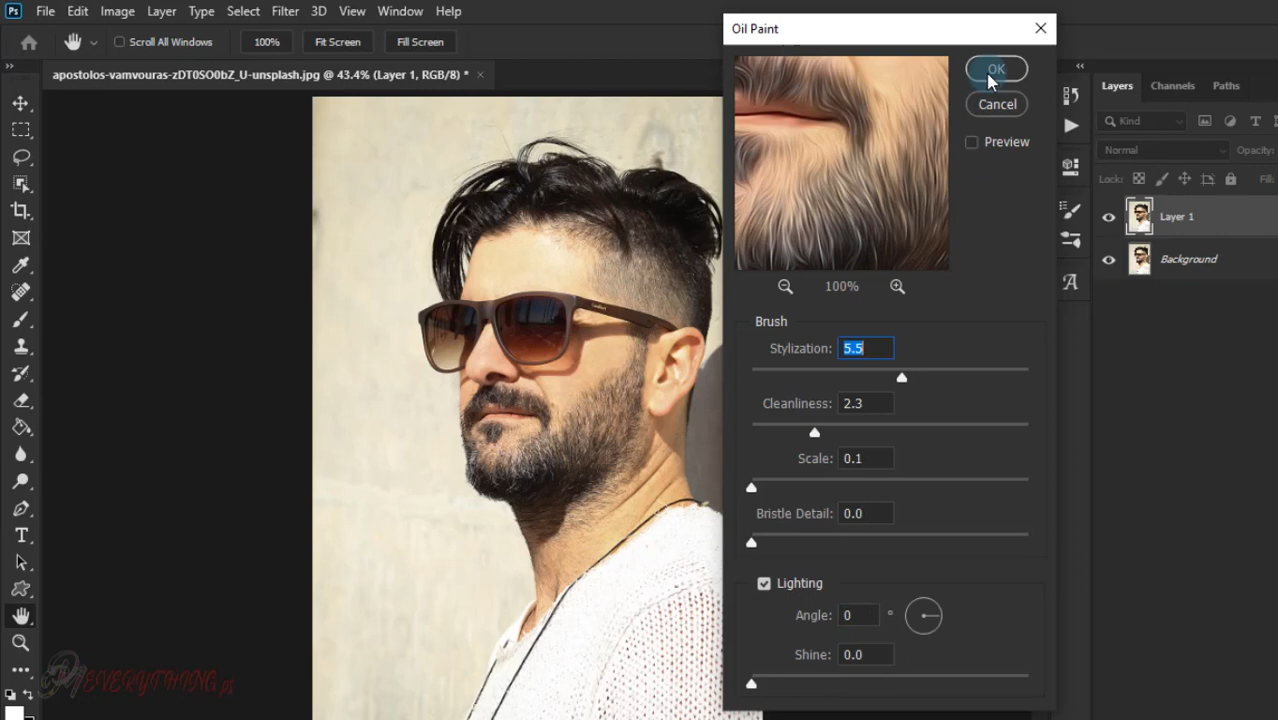 Ps File Edit Image Layer Type Select Filter 3D View Window Help
Scroll All Windows 100% Fit Screen Fill Screen
apostolos-vamvouras-zDT0SO0bZ_U-unsplash.jpg @ 43.4% (Layer 1, RGB/8) *
Oil Paint
OK
Cancel
Preview
100%
Brush
Stylization: 5.5
Cleanliness: 2.3
Scale: 0.1
Bristle Detail: 0.0
Lighting
Angle: 0 °
Shine: 0.0
Layers Channels Paths
Kind
Normal Opacity:
Lock: Fill:
Layer 1
Background
EVERYTHING ps